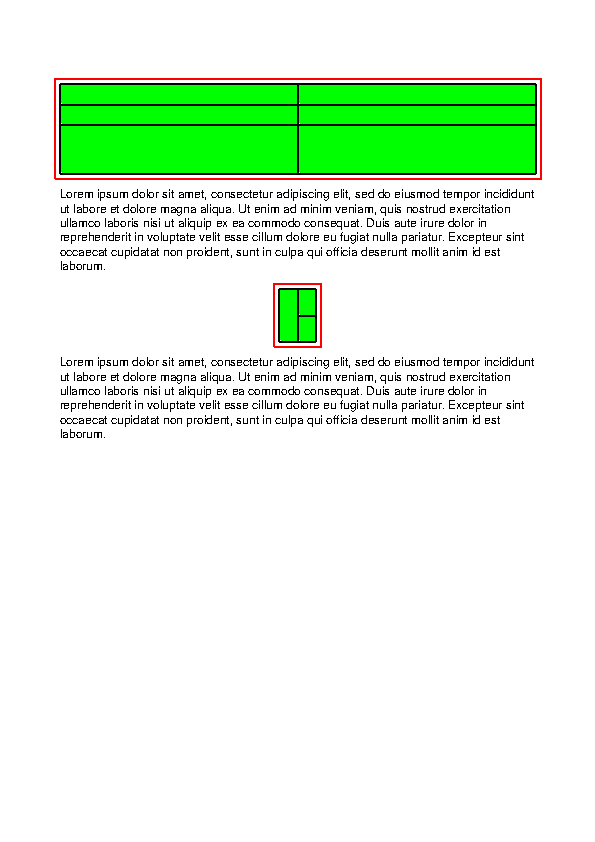 Lorem ipsum dolor sit amet, consectetur adipiscing elit, sed do eiusmod tempor incididunt
ut labore et dolore magna aliqua. Ut enim ad minim veniam, quis nostrud exercitation
ullamco laboris nisi ut aliquip ex ea commodo consequat. Duis aute irure dolor in
reprehenderit in voluptate velit esse cillum dolore eu fugiat nulla pariatur. Excepteur sint
occaecat cupidatat non proident, sunt in culpa qui officia deserunt mollit anim id est
laborum.
Lorem ipsum dolor sit amet, consectetur adipiscing elit, sed do eiusmod tempor incididunt
ut labore et dolore magna aliqua. Ut enim ad minim veniam, quis nostrud exercitation
ullamco laboris nisi ut aliquip ex ea commodo consequat. Duis aute irure dolor in
reprehenderit in voluptate velit esse cillum dolore eu fugiat nulla pariatur. Excepteur sint
occaecat cupidatat non proident, sunt in culpa qui officia deserunt mollit anim id est
laborum.